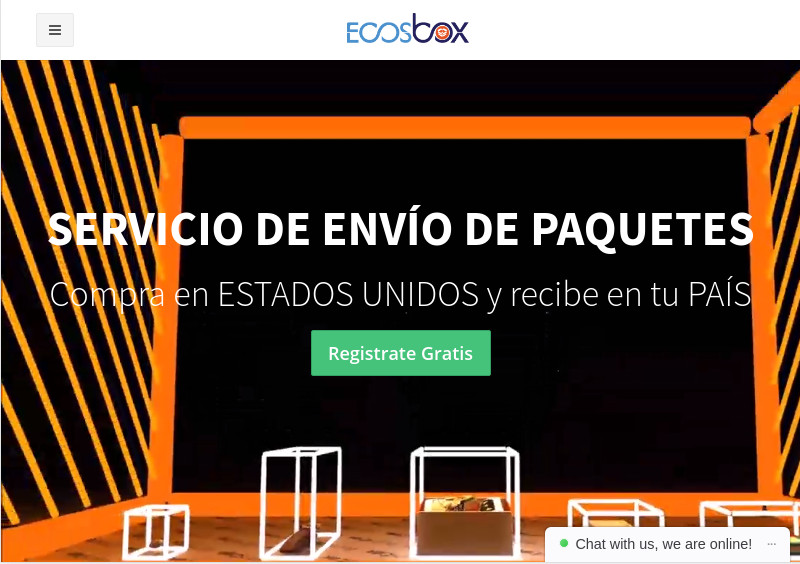 ECOSbOX
SERVICIO DE ENVÍO DE PAQUETES
Compra en ESTADOS UNIDOS y recibe en tu PAÍS
Registrate Gratis
Chat with us, we are online!